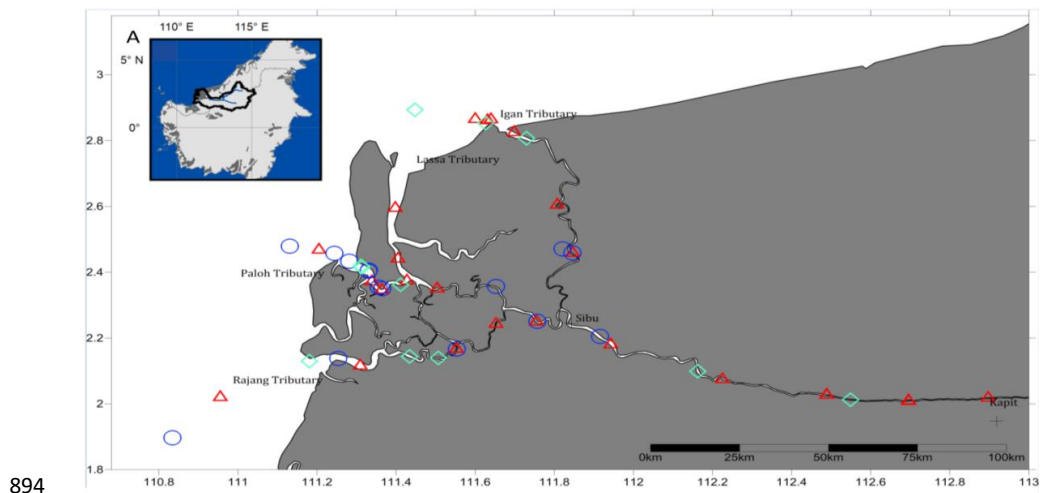 A
110° E 115° E
5° N
0°
3
2.8
2.6
2.4
2.2
2
1.8
Igan Tributary
Lassa Tributary
Paloh Tributary
Sibu
Rajang Tributary
Kapit
0km 25km 50km 75km 100km
110.8 111 111.2 111.4 111.6 111.8 112 112.2 112.4 112.6 112.8 113
894